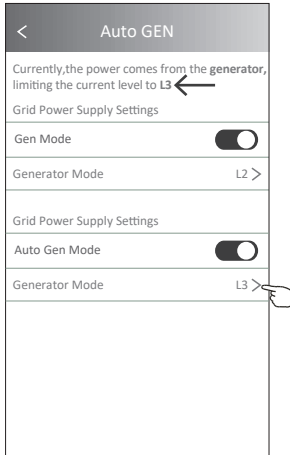 Auto GEN
Currently,the power comes from the generator,
limiting the current level to L3
Grid Power Supply Settings
Gen Mode
Generator Mode L2 >
Grid Power Supply Settings
Auto Gen Mode
Generator Mode L3 >